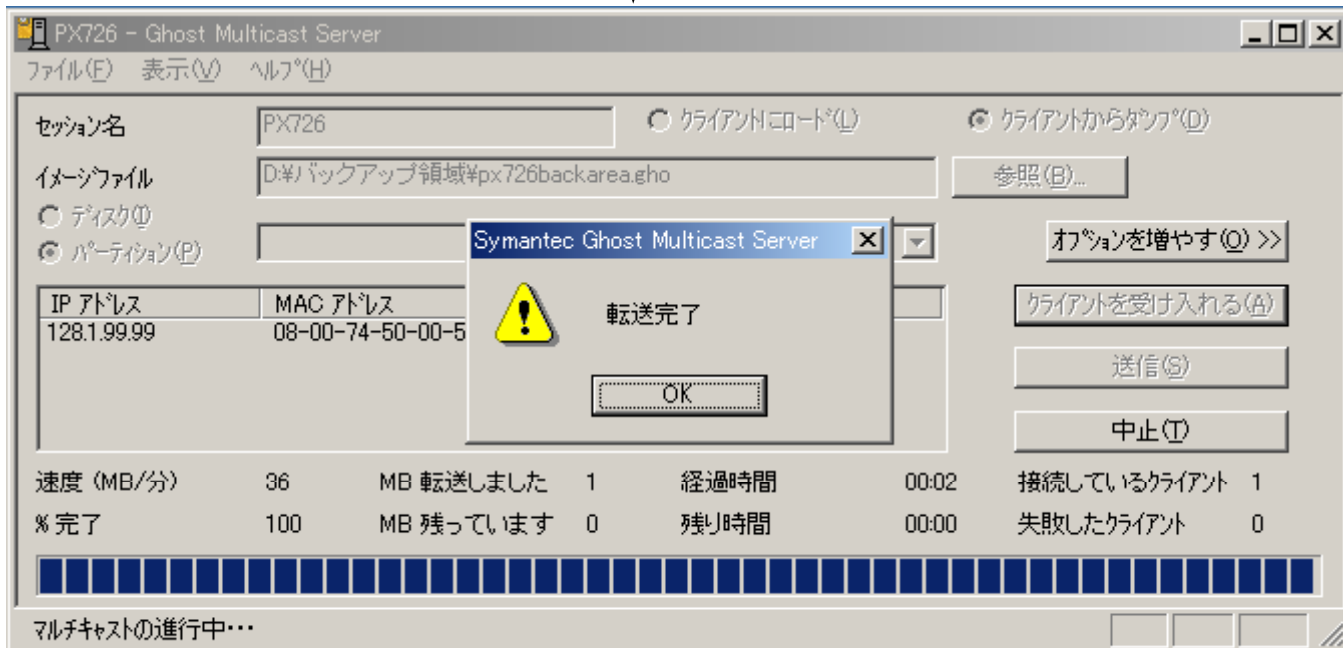 PX726 - Ghost Multicast Server
ファイル(F) 表示(V) ﾍﾙﾌﾟ(H)
ｾｯｼｮﾝ名 PX726 ｸﾗｲｱﾝﾄにﾛｰﾄﾞ(L) ｸﾗｲｱﾝﾄからﾀﾞﾝﾌﾟ(D)
ｲﾒｰｼﾞﾌｧｲﾙ D:¥バックアップ領域¥px726backarea.gho 参照(B)...
ﾃﾞｨｽｸ(I)
ﾊﾟｰﾃｨｼｮﾝ(P) ｵﾌﾟｼｮﾝを増やす(O) >>
Symantec Ghost Multicast Server
転送完了
OK
IP ｱﾄﾞﾚｽ MAC ｱﾄﾞﾚｽ
128.1.99.99 08-00-74-50-00-5
ｸﾗｲｱﾝﾄを受け入れる(A)
送信(S)
中止(T)
速度 (MB/分) 36 MB 転送しました 1 経過時間 00:02 接続しているｸﾗｲｱﾝﾄ 1
% 完了 100 MB 残っています 0 残り時間 00:00 失敗したｸﾗｲｱﾝﾄ 0
ﾏﾙﾁｷｬｽﾄの進行中･･･